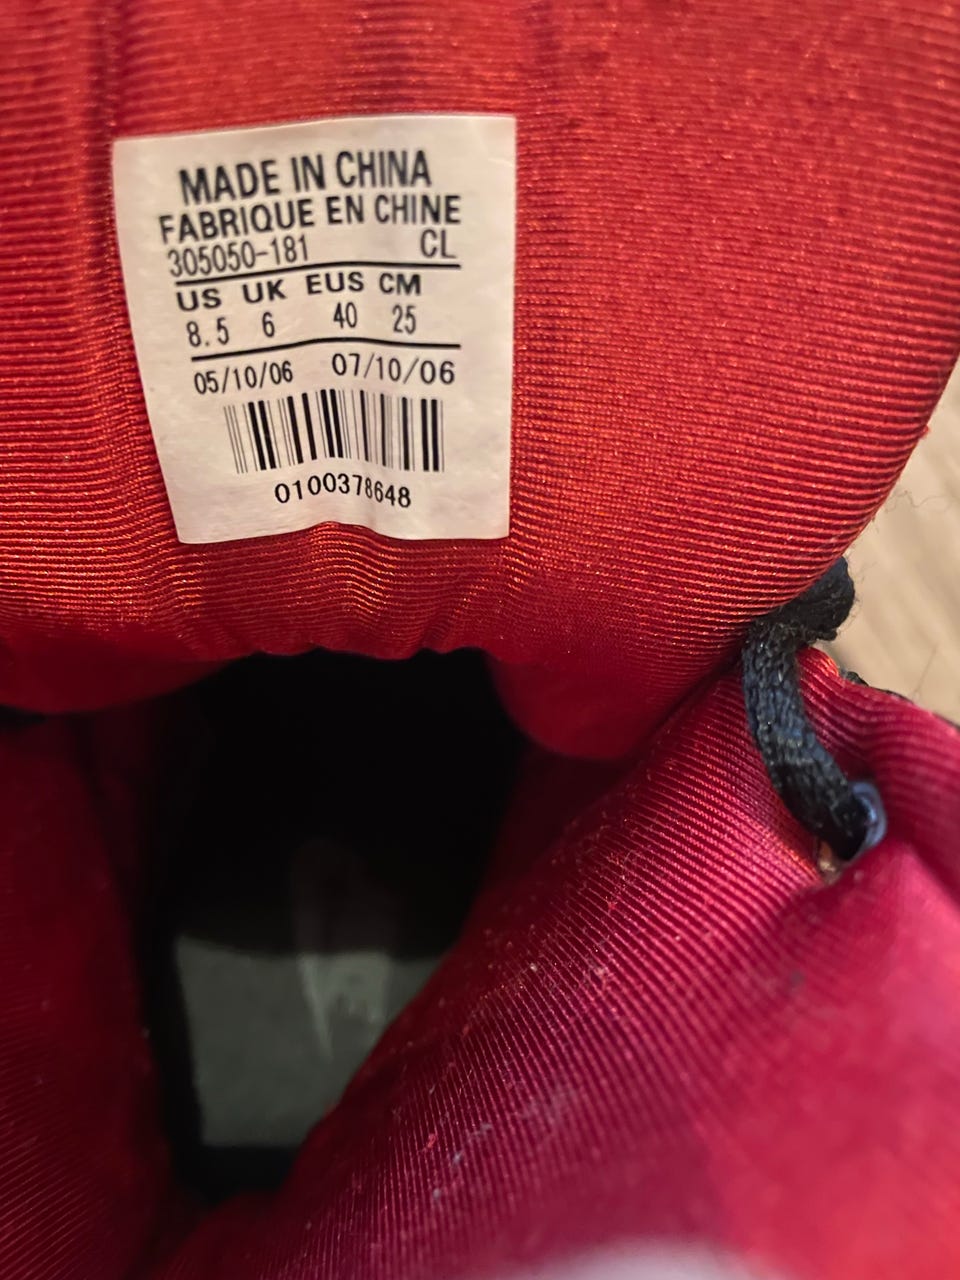 MADE IN CHINA
FABRIQUE EN CHINE
305050-181 CL
US UK EUS CM
8.5 6 40 25
05/10/06 07/10/06
0100378648